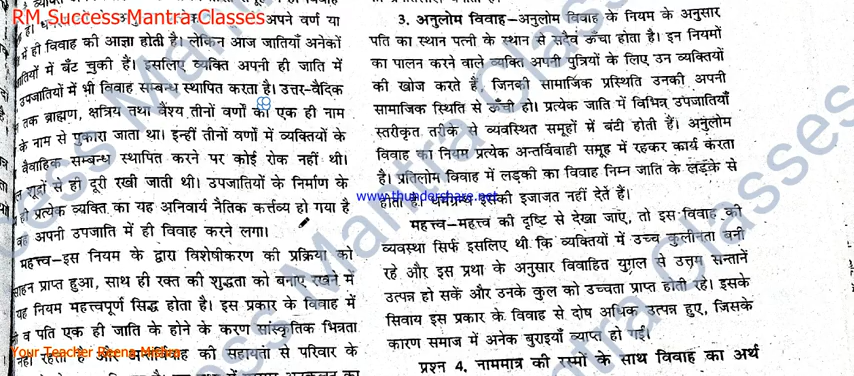 RM Success Mantra Classes
में ही विवाह की आज्ञा होती है। लेकिन आज जातियाँ अनेकों
में बँट चुकी हैं। इसलिए व्यक्ति अपनी ही जाति में
उपजातियों में भी विवाह सम्बन्ध स्थापित करता है। उत्तर-वैदिक
तक ब्राह्मण, क्षत्रिय तथा वैश्य तीनों वर्णों को एक ही नाम
के नाम से पुकारा जाता था। इन्हीं तीनों वर्णों में व्यक्तियों के
वैवाहिक सम्बन्ध स्थापित करने पर कोई रोक नहीं थी।
शूद्रों से ही दूरी रखी जाती थी। उपजातियों के निर्माण के
ही प्रत्येक व्यक्ति का यह अनिवार्य नैतिक कर्त्तव्य हो गया है
वह अपनी उपजाति में ही विवाह करने लगा।
महत्त्व–इस नियम के द्वारा विशेषीकरण की प्रक्रिया को
प्राप्त हुआ, साथ ही रक्त की शुद्धता को बनाए रखने में
यह नियम महत्त्वपूर्ण सिद्ध होता है। इस प्रकार के विवाह में
व पति एक ही जाति के होने के करण सांस्कृतिक भिन्नता
नहीं रहती की सहायता से परिवार के
Your Teacher Reena Mishra
3. अनुलोम विवाह–अनुलोम विवाह के नियम के अनुसार
पति का स्थान पत्नी के स्थान से सदैव ऊँचा होता है। इन नियमों
का पालन करने वाले व्यक्ति अपनी पुत्रियों के लिए उन व्यक्तियों
की खोज करते हैं, जिनकी सामाजिक प्रस्थिति उनकी अपनी
सामाजिक स्थिति से ऊँची हो। प्रत्येक जाति में विभिन्न उपजातियाँ
स्तरीकृत तरीके से व्यवस्थित समूहों में बंटी होती हैं। अनुलोम
विवाह का नियम प्रत्येक अन्तर्विवाही समूह में रहकर कार्य करता
है। प्रतिलोम विवाह में लड़की का विवाह निम्न जाति के लड़के से
होता है। धर्मशास्त्र इसकी इजाजत नहीं देते हैं।
www.thundershare.net
महत्त्व–महत्त्व की दृष्टि से देखा जाएं, तो इस विवाह की
व्यवस्था सिर्फ इसलिए थी कि व्यक्तियों में उच्च कुलीनता बनी
रहे और इस प्रथा के अनुसार विवाहित युगल से उत्तम सन्तानें
उत्पन्न हो सकें और उनके कुल को उच्चता प्राप्त होती रहे। इसके
सिवाय इस प्रकार के विवाह से दोष अधिक उत्पन्न हुए, जिसके
कारण समाज में अनेक बुराइयाँ व्याप्त हो गईं।
प्रश्न 4. नाममात्र की रस्मों के साथ विवाह का अर्थ